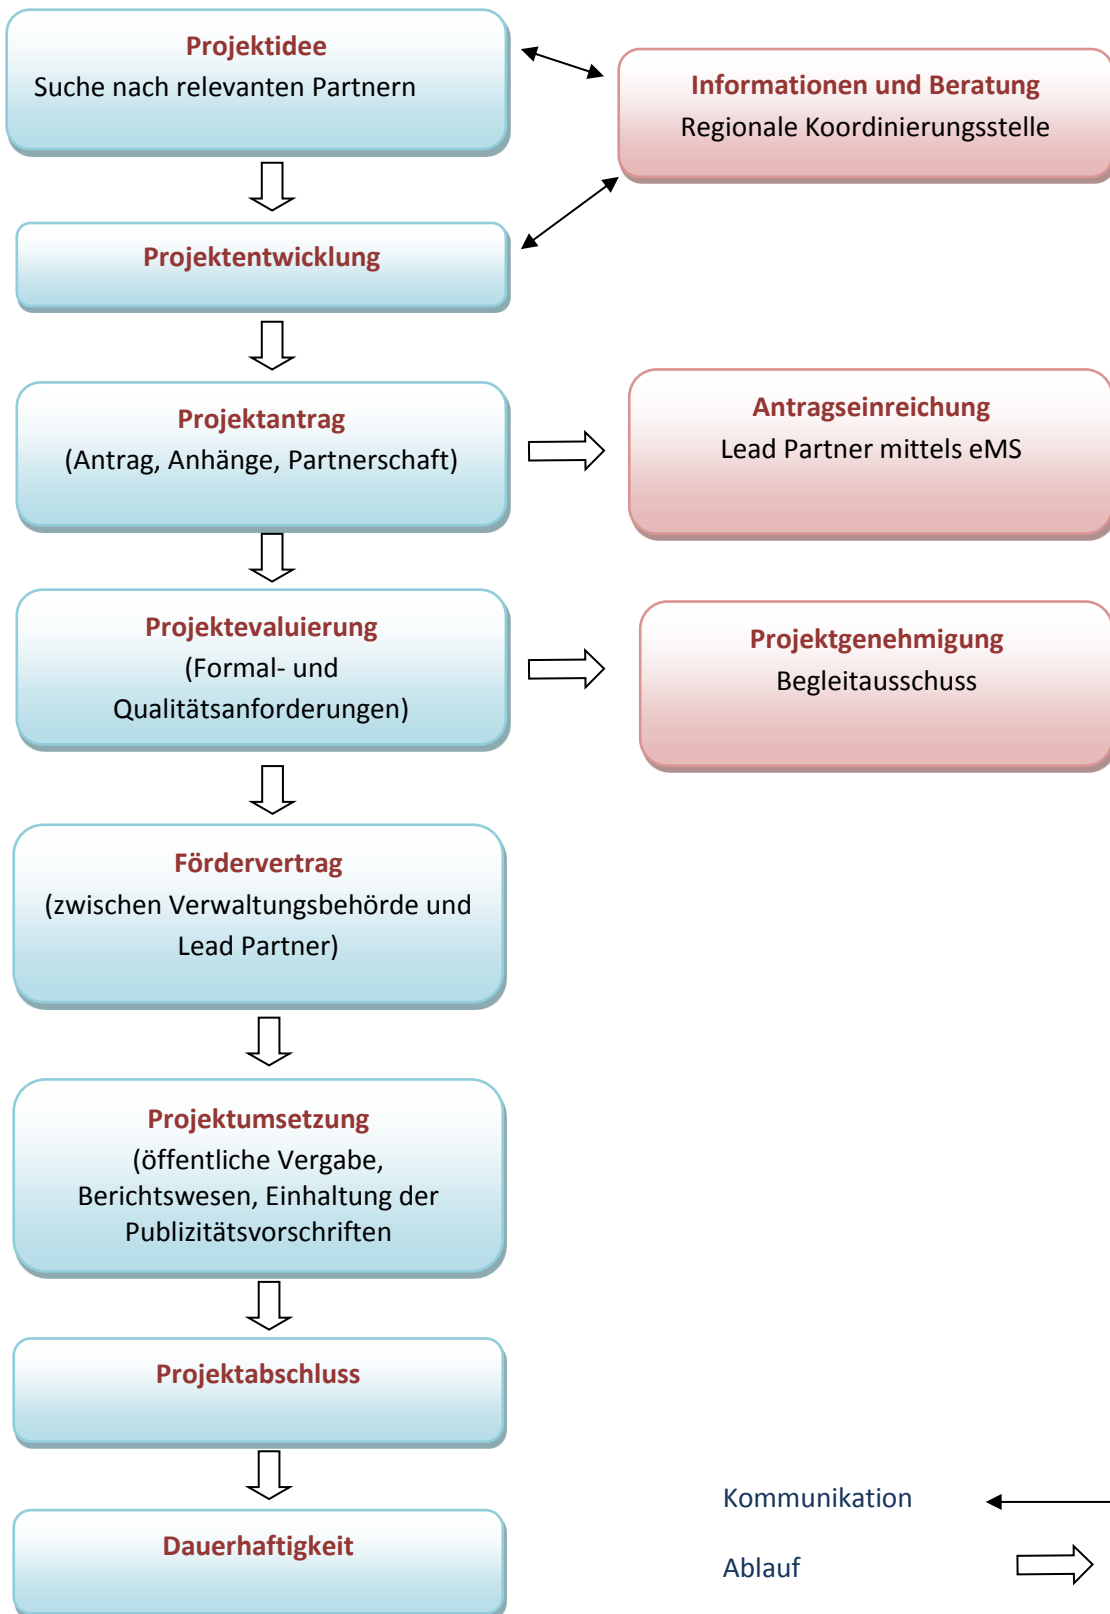 Projektidee
Suche nach relevanten Partnern
Informationen und Beratung
Regionale Koordinierungsstelle
Projektentwicklung
Projektantrag
(Antrag, Anhänge, Partnerschaft)
Antragseinreichung
Lead Partner mittels eMS
Projektevaluierung
(Formal- und
Qualitätsanforderungen)
Projektgenehmigung
Begleitausschuss
Fördervertrag
(zwischen Verwaltungsbehörde und
Lead Partner)
Projektumsetzung
(öffentliche Vergabe,
Berichtswesen, Einhaltung der
Publizitätsvorschriften
Projektabschluss
Dauerhaftigkeit
Kommunikation
Ablauf